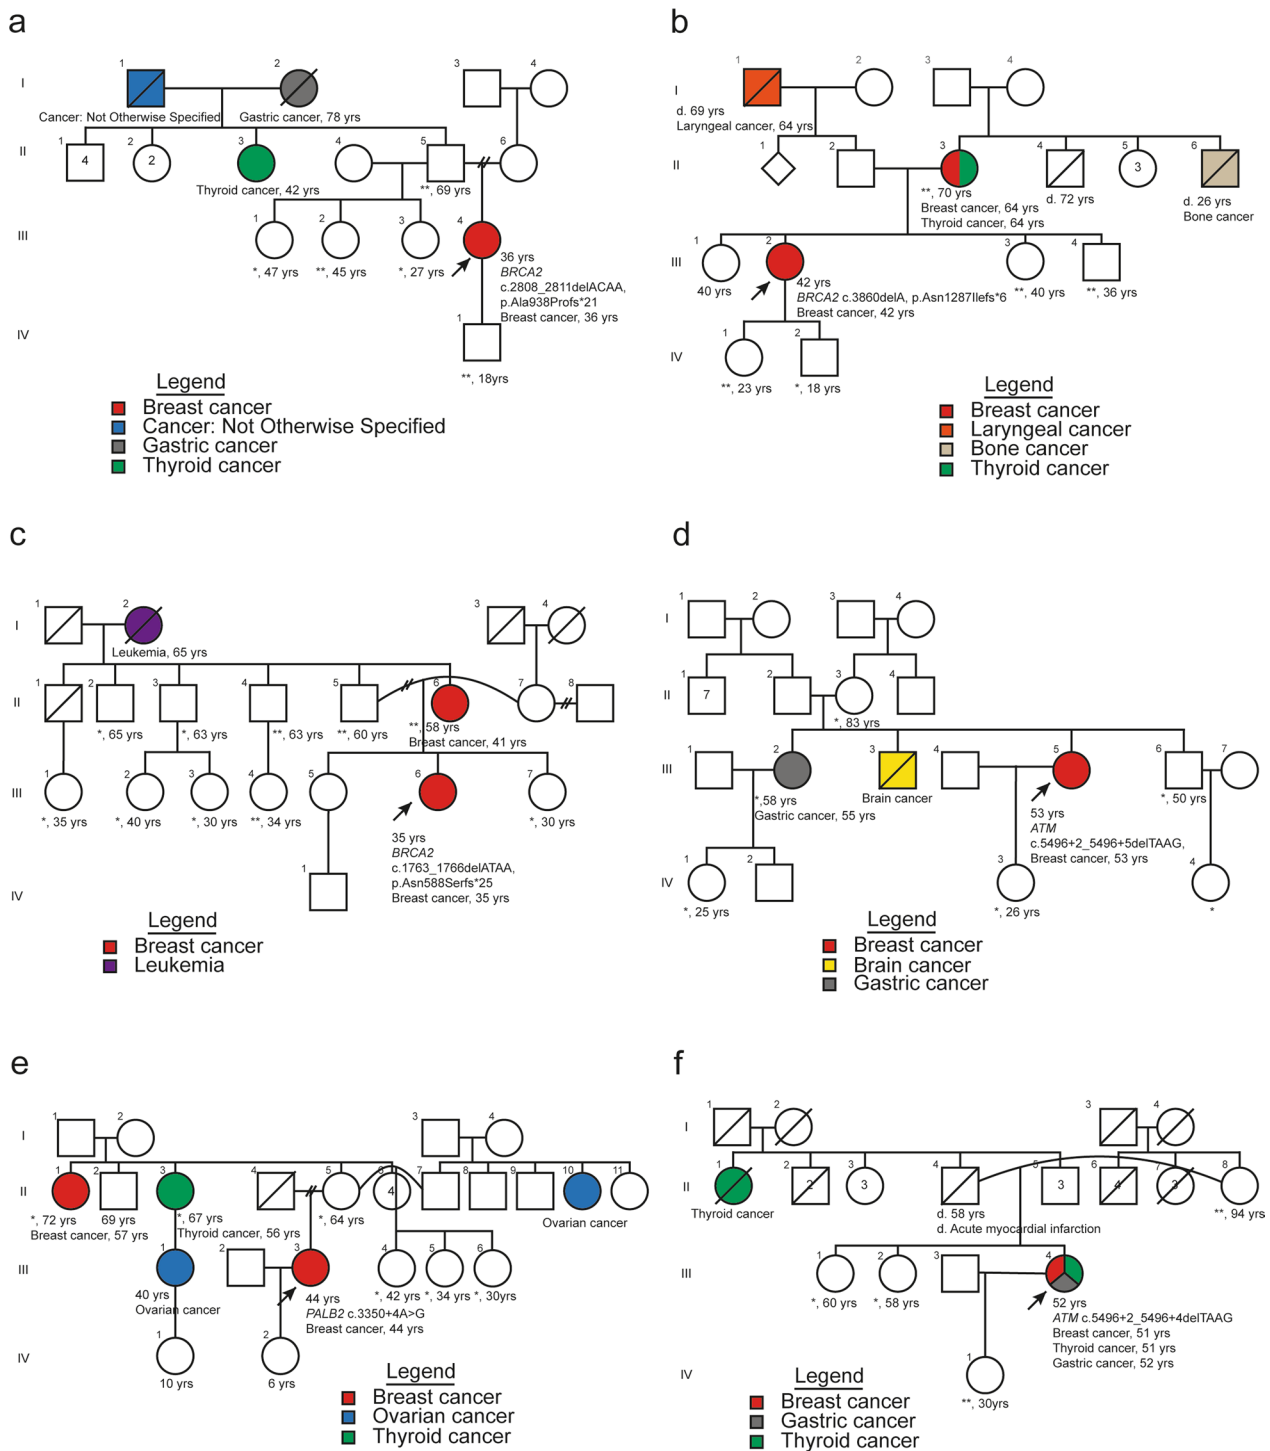 a
I
1
2
3
4
Cancer: Not Otherwise Specified
Gastric cancer, 78 yrs
II
1
4
2
2
3
4
5
6
Thyroid cancer, 42 yrs
**, 69 yrs
III
1
2
3
4
*, 47 yrs
**, 45 yrs
*, 27 yrs
36 yrs
BRCA2
c.2808_2811delACAA,
p.Ala938Profs*21
Breast cancer, 36 yrs
IV
1
**, 18yrs
Legend
Breast cancer
Cancer: Not Otherwise Specified
Gastric cancer
Thyroid cancer
b
I
1
2
3
4
d. 69 yrs
Laryngeal cancer, 64 yrs
II
1
2
3
4
5
3
6
**, 70 yrs
Breast cancer, 64 yrs
Thyroid cancer, 64 yrs
d. 72 yrs
d. 26 yrs
Bone cancer
III
1
2
3
4
40 yrs
42 yrs
BRCA2 c.3860delA, p.Asn1287Ilefs*6
Breast cancer, 42 yrs
**, 40 yrs
**, 36 yrs
IV
1
2
**, 23 yrs
*, 18 yrs
Legend
Breast cancer
Laryngeal cancer
Bone cancer
Thyroid cancer
c
I
1
2
3
4
Leukemia, 65 yrs
II
1
2
3
4
5
6
7
8
*, 65 yrs
*, 63 yrs
**, 63 yrs
**, 60 yrs
**, 58 yrs
Breast cancer, 41 yrs
III
1
2
3
4
5
6
7
*, 35 yrs
*, 40 yrs
*, 30 yrs
**, 34 yrs
35 yrs
BRCA2
c.1763_1766delATAA,
p.Asn588Serfs*25
Breast cancer, 35 yrs
*, 30 yrs
IV
1
Legend
Breast cancer
Leukemia
d
I
1
2
3
4
II
1
7
2
3
4
*, 83 yrs
III
1
2
3
4
5
6
7
*,58 yrs
Gastric cancer, 55 yrs
Brain cancer
53 yrs
ATM
c.5496+2_5496+5delTAAG,
Breast cancer, 53 yrs
*, 50 yrs
IV
1
2
3
4
*, 25 yrs
*, 26 yrs
*
Legend
Breast cancer
Brain cancer
Gastric cancer
e
I
1
2
3
4
II
1
2
3
4
5
6
4
7
8
9
10
11
*, 72 yrs
Breast cancer, 57 yrs
69 yrs
*, 67 yrs
Thyroid cancer, 56 yrs
*, 64 yrs
Ovarian cancer
III
1
2
3
4
5
6
40 yrs
Ovarian cancer
44 yrs
PALB2 c.3350+4A>G
Breast cancer, 44 yrs
*, 42 yrs
*, 34 yrs
*, 30yrs
IV
1
2
10 yrs
6 yrs
Legend
Breast cancer
Ovarian cancer
Thyroid cancer
f
I
1
2
3
4
II
1
2
2
3
3
4
5
3
6
4
7
3
8
Thyroid cancer
d. 58 yrs
d. Acute myocardial infarction
**, 94 yrs
III
1
2
3
4
*, 60 yrs
*, 58 yrs
52 yrs
ATM c.5496+2_5496+4delTAAG
Breast cancer, 51 yrs
Thyroid cancer, 51 yrs
Gastric cancer, 52 yrs
IV
1
**, 30yrs
Legend
Breast cancer
Gastric cancer
Thyroid cancer